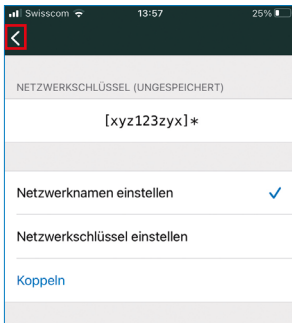 Swisscom 13:57 25%
NETZWERKSCHLÜSSEL (UNGESPEICHERT)
[xyz123zyx]*
Netzwerknamen einstellen
Netzwerkschlüssel einstellen
Koppeln